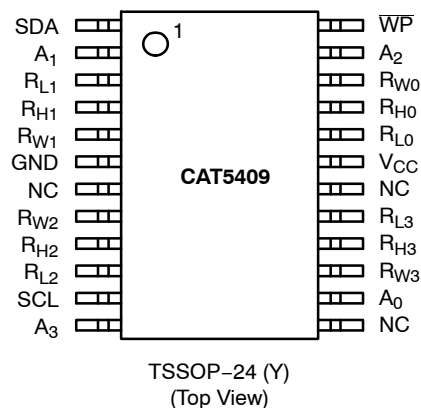 SDA
A1
RL1
RH1
RW1
GND
NC
RW2
RH2
RL2
SCL
A3
1
CAT5409
WP
A2
RW0
RH0
RL0
VCC
NC
RL3
RH3
RW3
A0
NC
TSSOP−24 (Y)
(Top View)